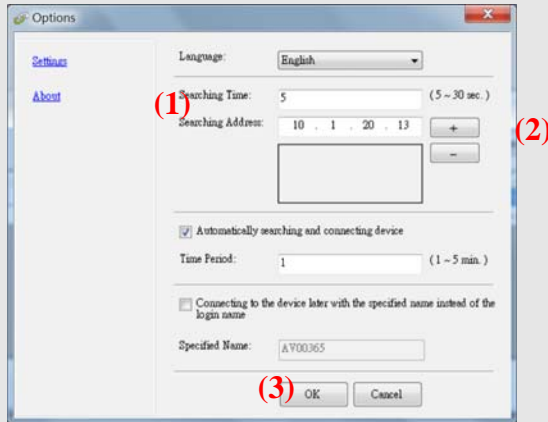 Options
Settings
About
Language: English
(1)
Searching Time: 5 (5 ~ 30 sec.)
Searching Address: 10 . 1 . 20 . 13 +
(2)
-
Automatically searching and connecting device
Time Period: 1 (1 ~ 5 min.)
Connecting to the device later with the specified name instead of the
login name
Specified Name: AV00365
(3)
OK Cancel